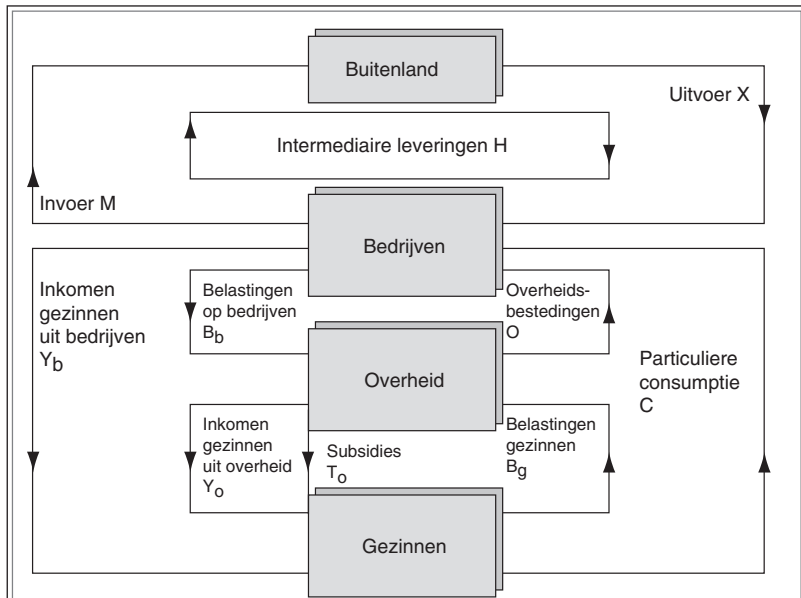 Buitenland
Uitvoer X
Intermediaire leveringen H
Invoer M
Bedrijven
Inkomen
gezinnen
uit bedrijven
Yb
Belastingen
op bedrijven
Bb
Overheids-
bestedingen
O
Particuliere
consumptie
C
Overheid
Inkomen
gezinnen
uit overheid
Yo
Subsidies
To
Belastingen
gezinnen
Bg
Gezinnen